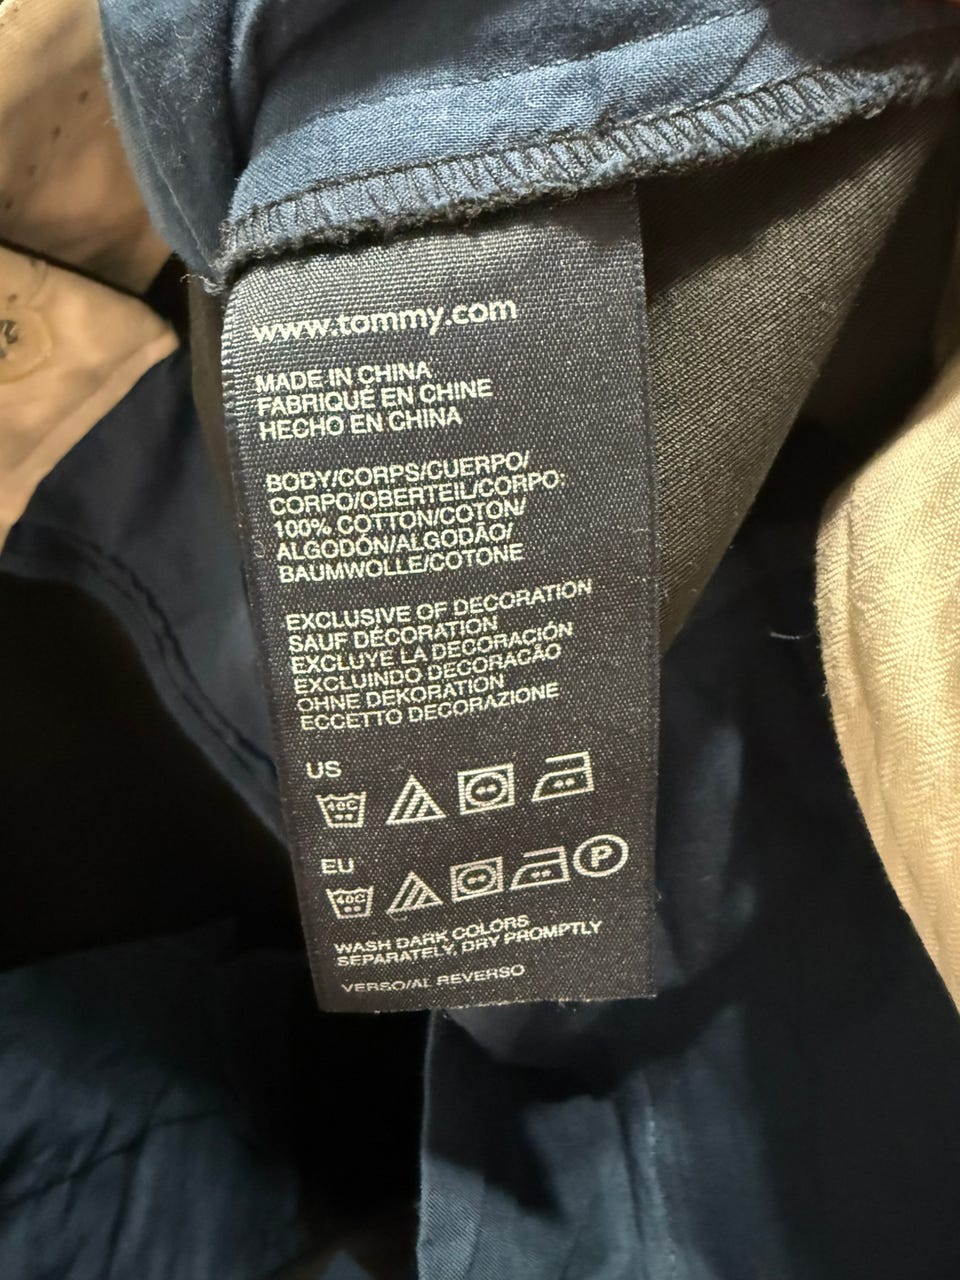 www.tommy.com
MADE IN CHINA
FABRIQUÉ EN CHINE
HECHO EN CHINA
BODY/CORPS/CUERPO/
CORPO/OBERTEIL/CORPO:
100% COTTON/COTON/
ALGODÓN/ALGODÃO/
BAUMWOLLE/COTONE
EXCLUSIVE OF DECORATION
SAUF DÉCORATION
EXCLUYE LA DECORACIÓN
EXCLUINDO DECORAÇÃO
OHNE DEKORATION
ECCETTO DECORAZIONE
US
40C
EU
40C P
WASH DARK COLORS
SEPARATELY, DRY PROMPTLY
VERSO/AL REVERSO